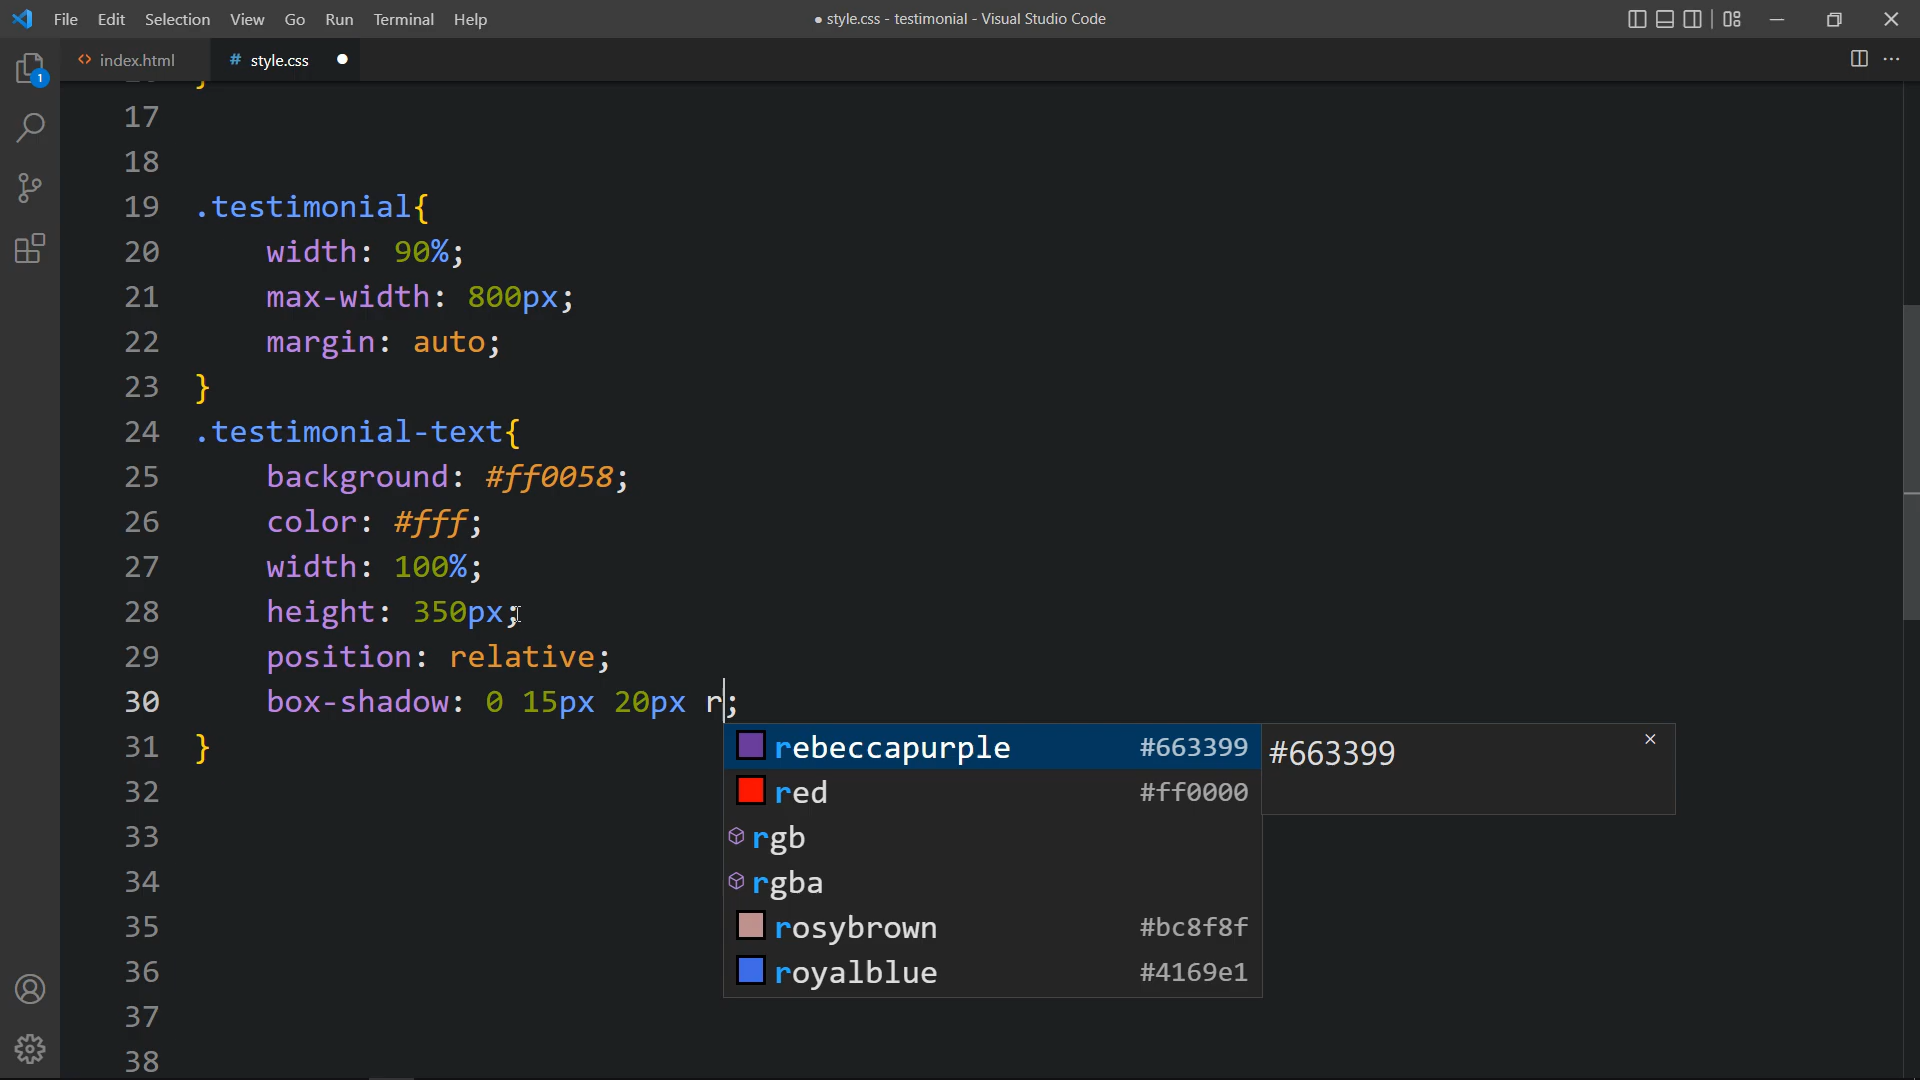 File Edit Selection View Go Run Terminal Help
● style.css - testimonial - Visual Studio Code
index.html
# style.css ●
1
17
18
19 .testimonial{
20 width: 90%;
21 max-width: 800px;
22 margin: auto;
23 }
24 .testimonial-text{
25 background: #ff0058;
26 color: #fff;
27 width: 100%;
28 height: 350px;
29 position: relative;
30 box-shadow: 0 15px 20px r;
31 }
rebeccapurple #663399
#663399
32
red #ff0000
33
rgb
34
rgba
35
rosybrown #bc8f8f
36
royalblue #4169e1
37
38